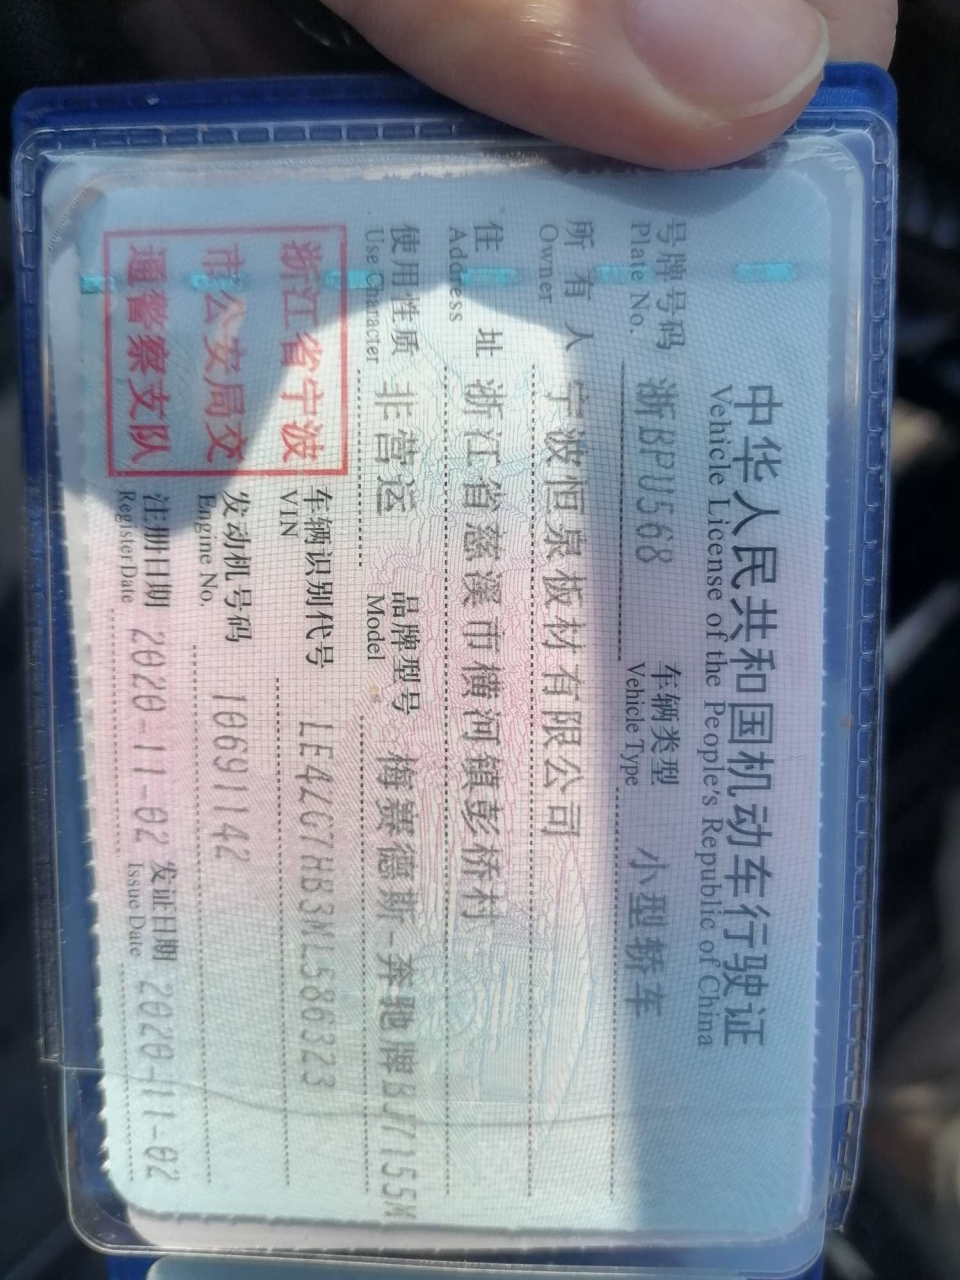 中华人民共和国机动车行驶证
Vehicle License of the People's Republic of China
号牌号码 浙BPU568 车辆类型 小型轿车
Plate No. Vehicle Type
所有人 宁波恒泉板材有限公司
Owner
住址 浙江省慈溪市横河镇彭桥村
Address
使用性质 非营运 品牌型号 梅赛德斯-奔驰牌BJ7155M
Use Character Model
浙江省宁波
市公安局交
通警察支队
车辆识别代号 LE4ZG7HB3ML586323
VIN
发动机号码 10691142
Engine No.
注册日期 2020-11-02 发证日期 2020-11-02
Register Date Issue Date